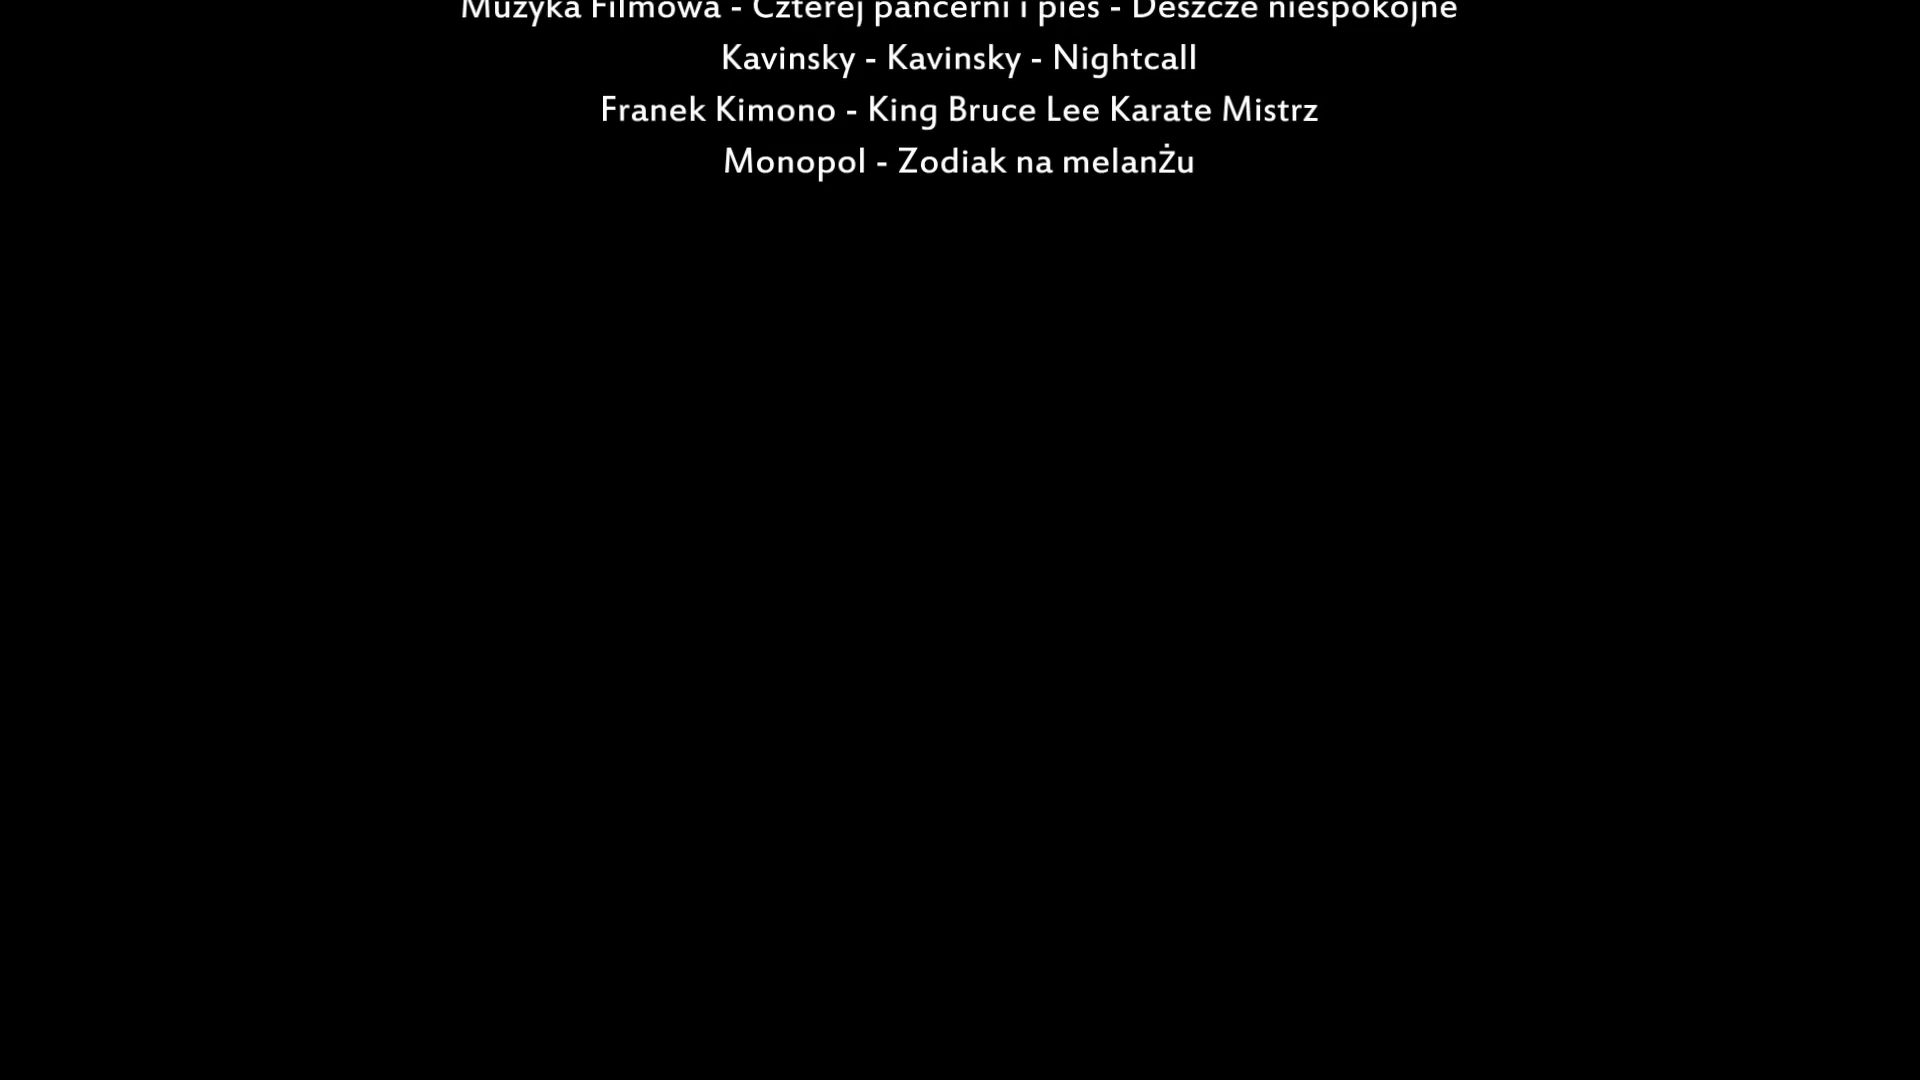 Muzyka Filmowa - Czterej pancerni i pies - Deszcze niespokojne
Kavinsky - Kavinsky - Nightcall
Franek Kimono - King Bruce Lee Karate Mistrz
Monopol - Zodiak na melanŻu